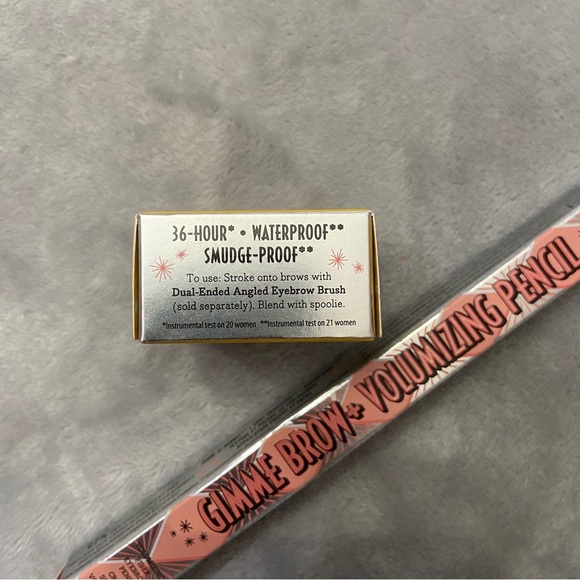 36-HOUR* • WATERPROOF**
SMUDGE-PROOF**
To use: Stroke onto brows with
Dual-Ended Angled Eyebrow Brush
(sold separately). Blend with spoolie.
*Instrumental test on 20 women **Instrumental test on 21 women
GIMME BROW+ VOLUMIZING PENCIL